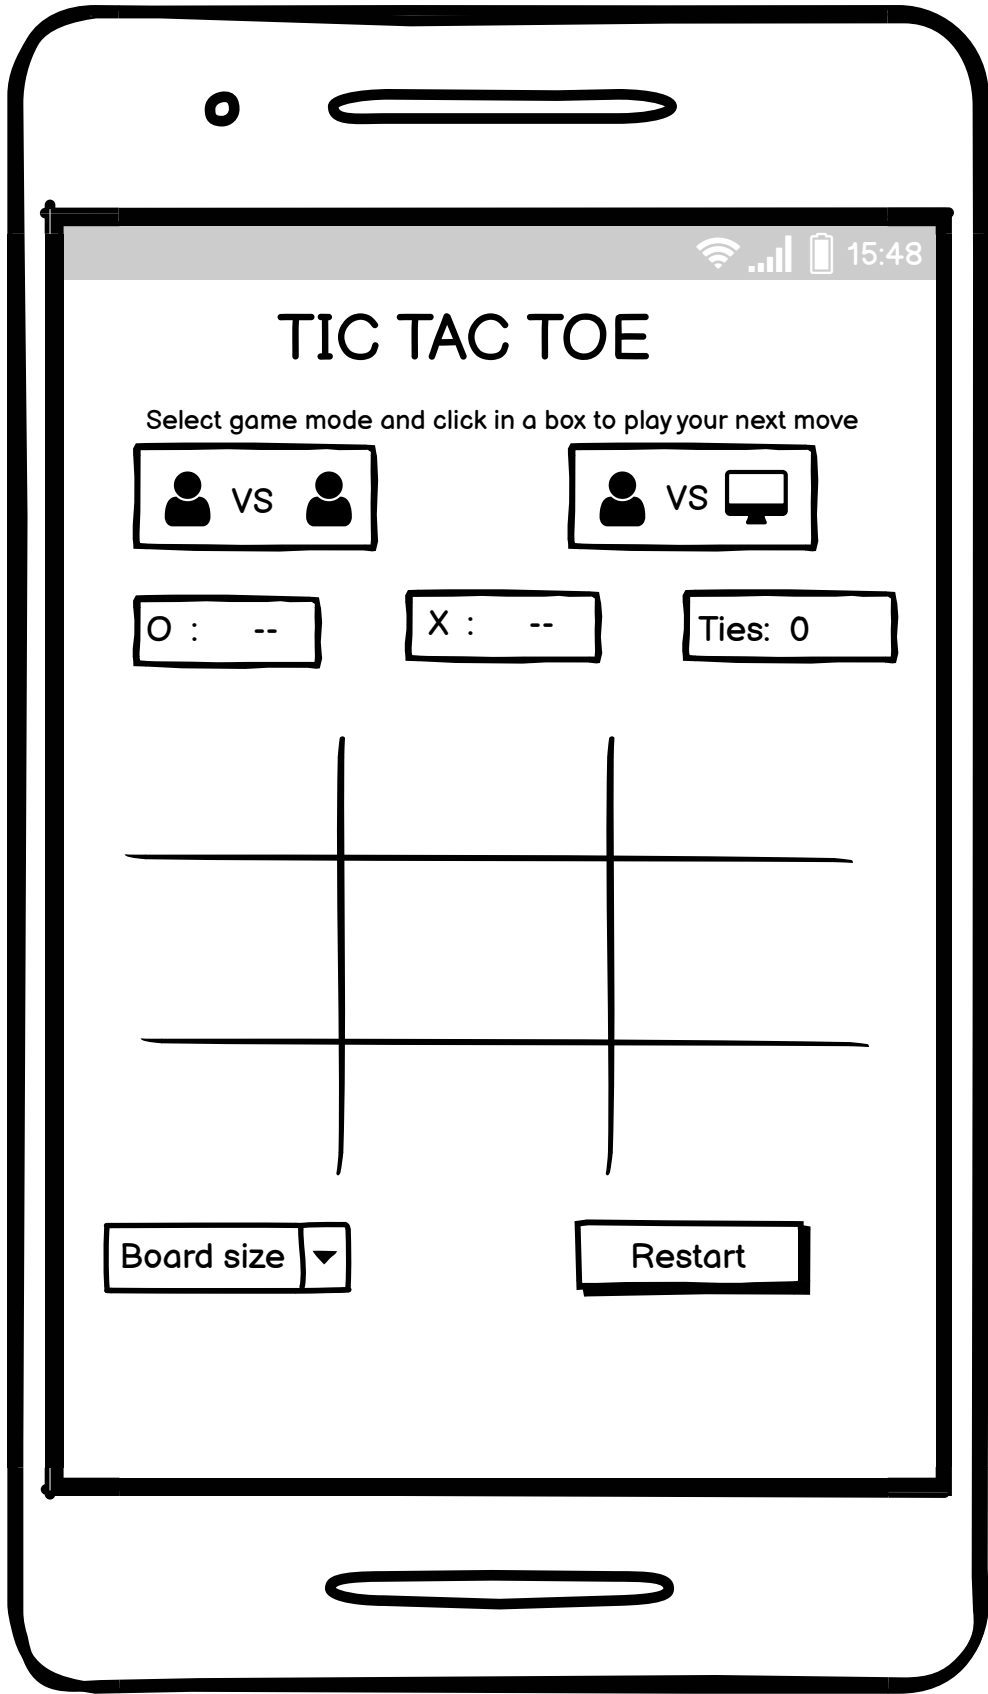 15:48
TIC TAC TOE
Select game mode and click in a box to play your next move
VS
VS
O : --
X : --
Ties: 0
Board size
Restart